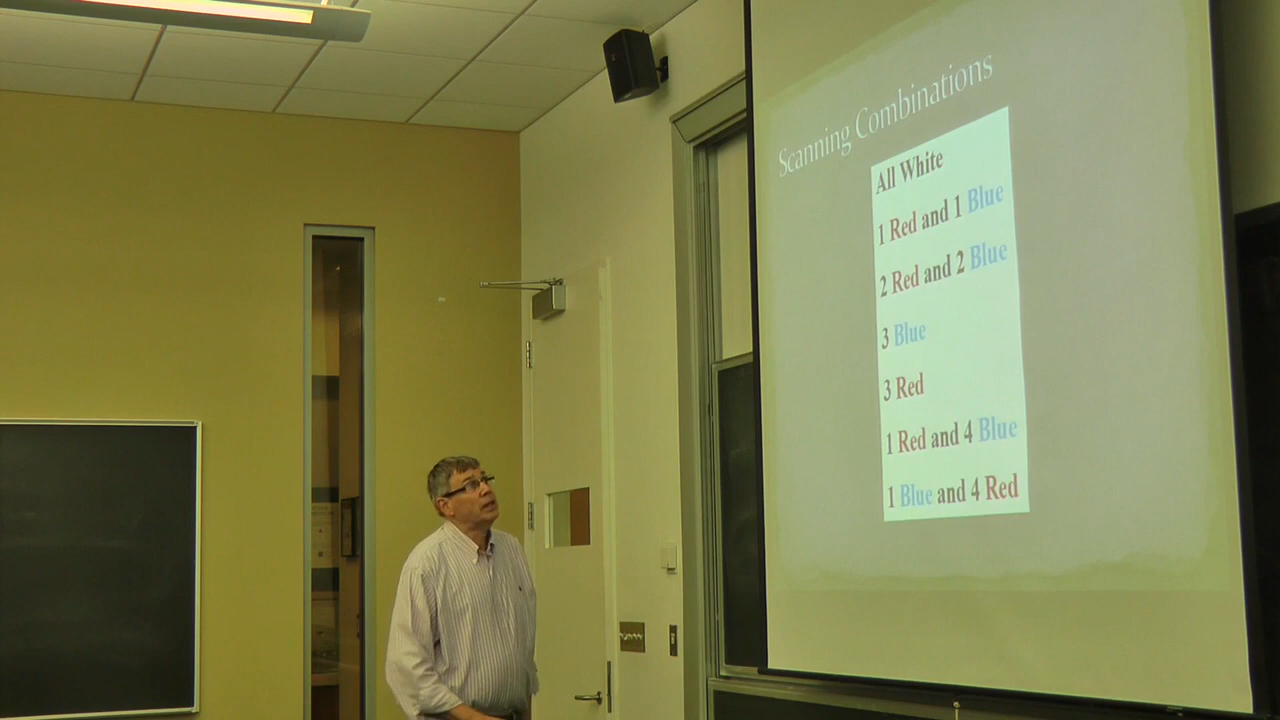 Scanning Combinations
All White
1 Red and 1 Blue
2 Red and 2 Blue
3 Blue
3 Red
1 Red and 4 Blue
1 Blue and 4 Red